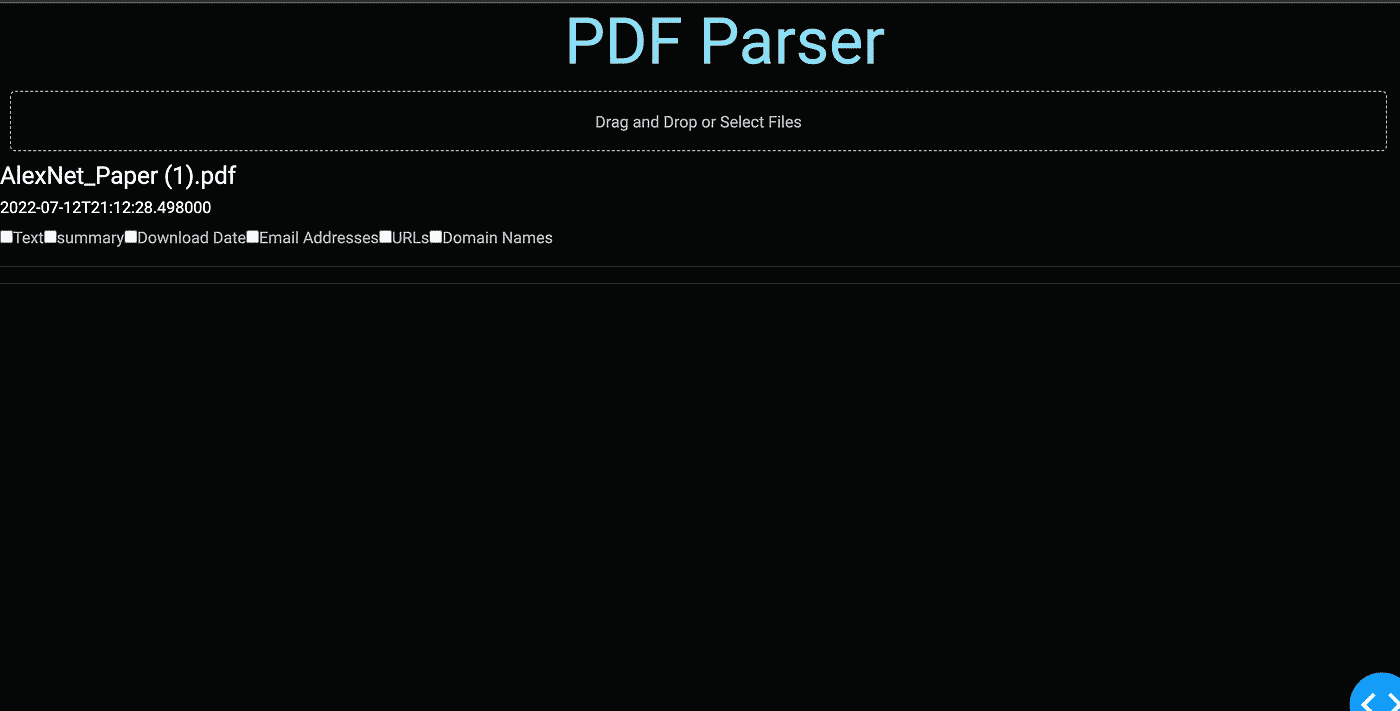 PDF Parser
Drag and Drop or Select Files
AlexNet_Paper (1).pdf
2022-07-12T21:12:28.498000
Text summary Download Date Email Addresses URLs Domain Names